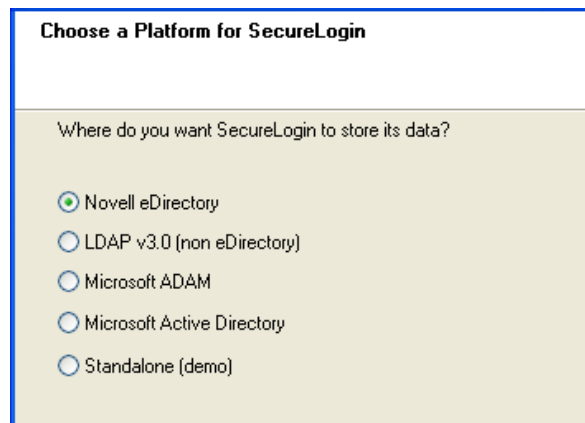 Choose a Platform for SecureLogin
Where do you want SecureLogin to store its data?
Novell eDirectory
LDAP v3.0 (non eDirectory)
Microsoft ADAM
Microsoft Active Directory
Standalone (demo)